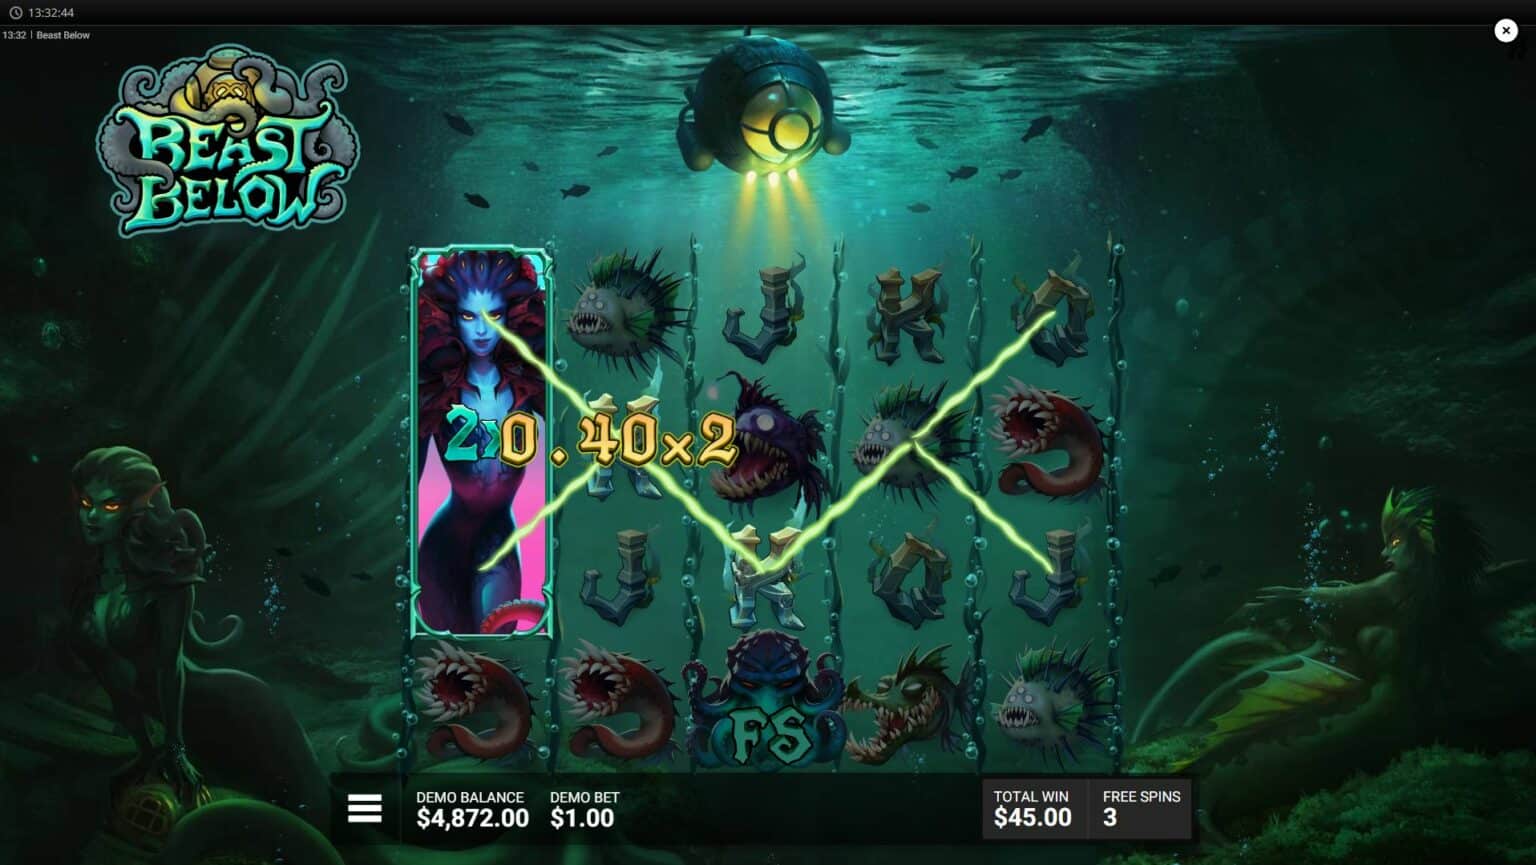 13:32:44
13:32 | Beast Below
BEAST
BELOW
J
K
Q
2x
0.40x2
K
J
K
Q
J
FS
DEMO BALANCE
$4,872.00
DEMO BET
$1.00
TOTAL WIN
$45.00
FREE SPINS
3